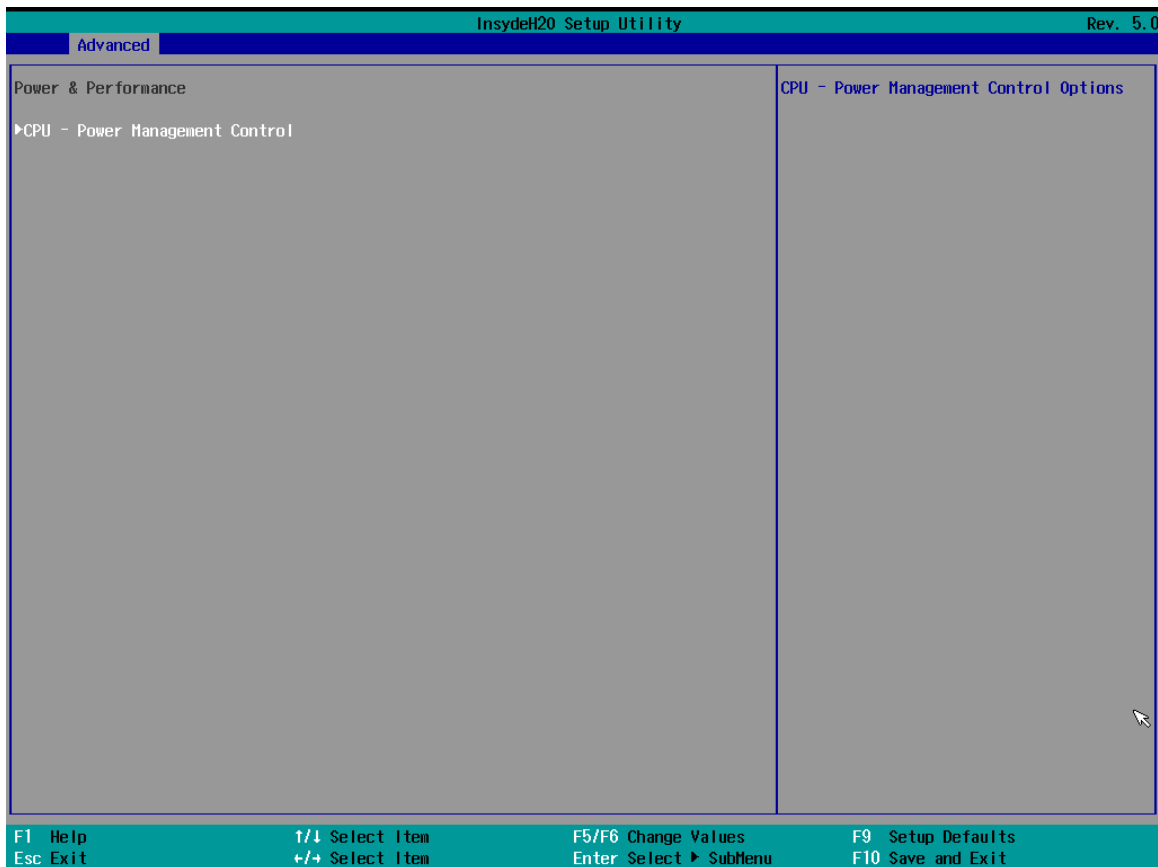 InsydeH20 Setup Utility Rev. 5.0
Advanced
Power & Performance
CPU - Power Management Control Options
▶CPU - Power Management Control
F1 Help ↑/↓ Select Item F5/F6 Change Values F9 Setup Defaults
Esc Exit ←/→ Select Item Enter Select ▶ SubMenu F10 Save and Exit